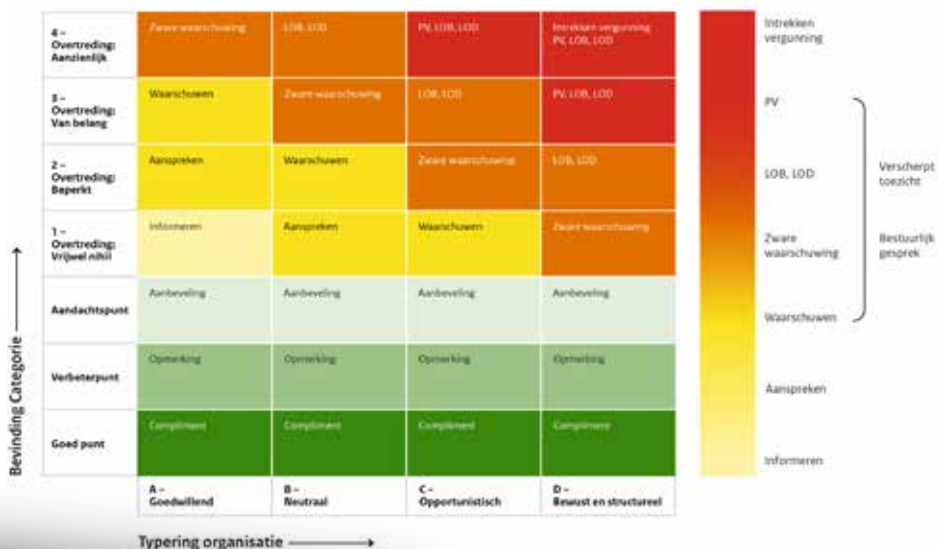 4 –
Overtreding:
Aanzienlijk
Zware waarschuwing
LOB, LOD
PV, LOB, LOD
Intrekken vergunning
PV, LOB, LOD
3 –
Overtreding:
Van belang
Waarschuwen
Zware waarschuwing
LOB, LOD
PV, LOB, LOD
2 –
Overtreding:
Beperkt
Aanspreken
Waarschuwen
Zware waarschuwing
LOB, LOD
1 –
Overtreding:
Vrijwel nihil
Informeren
Aanspreken
Waarschuwen
Zware waarschuwing
Aandachtspunt
Aanbeveling
Aanbeveling
Aanbeveling
Aanbeveling
Verbeterpunt
Opmerking
Opmerking
Opmerking
Opmerking
Goed punt
Compliment
Compliment
Compliment
Compliment
A –
Goedwillend
B –
Neutraal
C –
Opportunistisch
D –
Bewust en structureel
Bevinding Categorie
Typering organisatie
Intrekken
vergunning
PV
LOB, LOD
Zware
waarschuwing
Waarschuwen
Aanspreken
Informeren
Verscherpt
toezicht
Bestuurlijk
gesprek